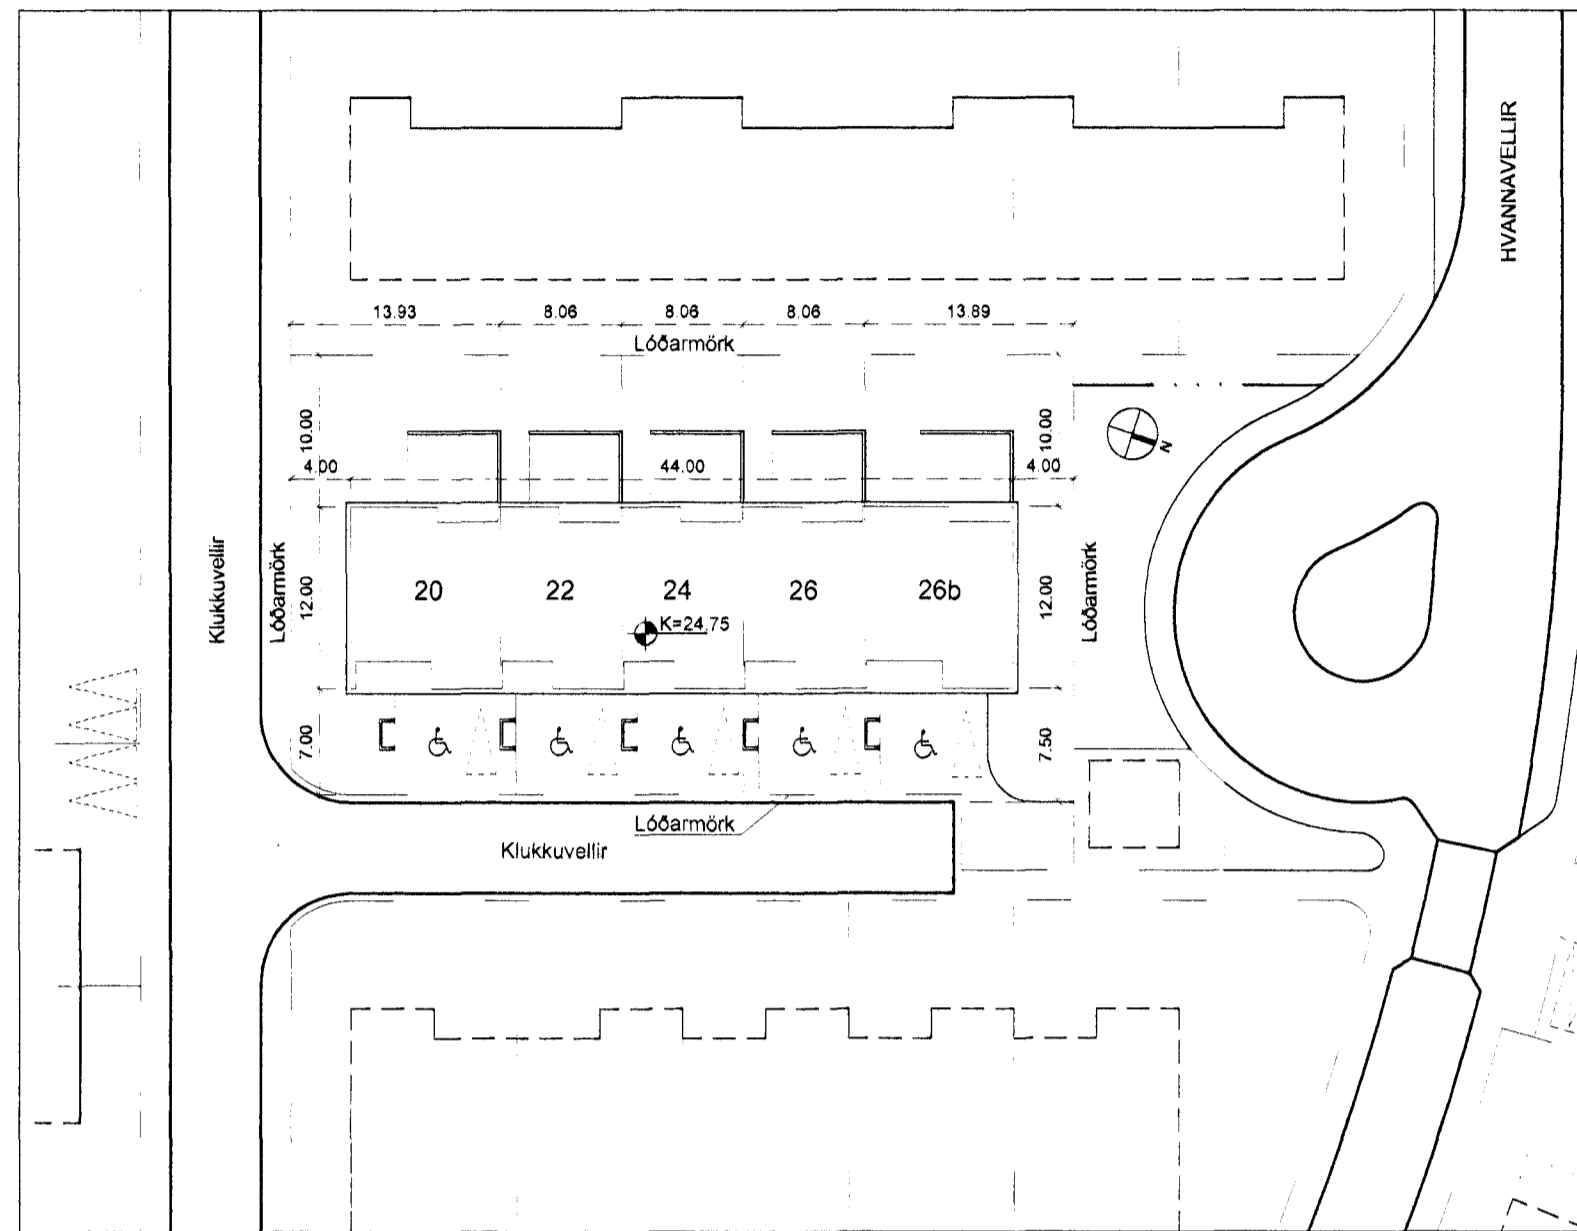 HVANNAVELLIR
13.93 8.06 8.06 8.06 13.89
Lóðarmörk
10.00
10.00
N
4.00 44.00 4.00
Klukkuvellir
Lóðarmörk
12.00
20 22 24 26 26b
12.00
Lóðarmörk
K=24.75
7.00
7.50
Lóðarmörk
Klukkuvellir